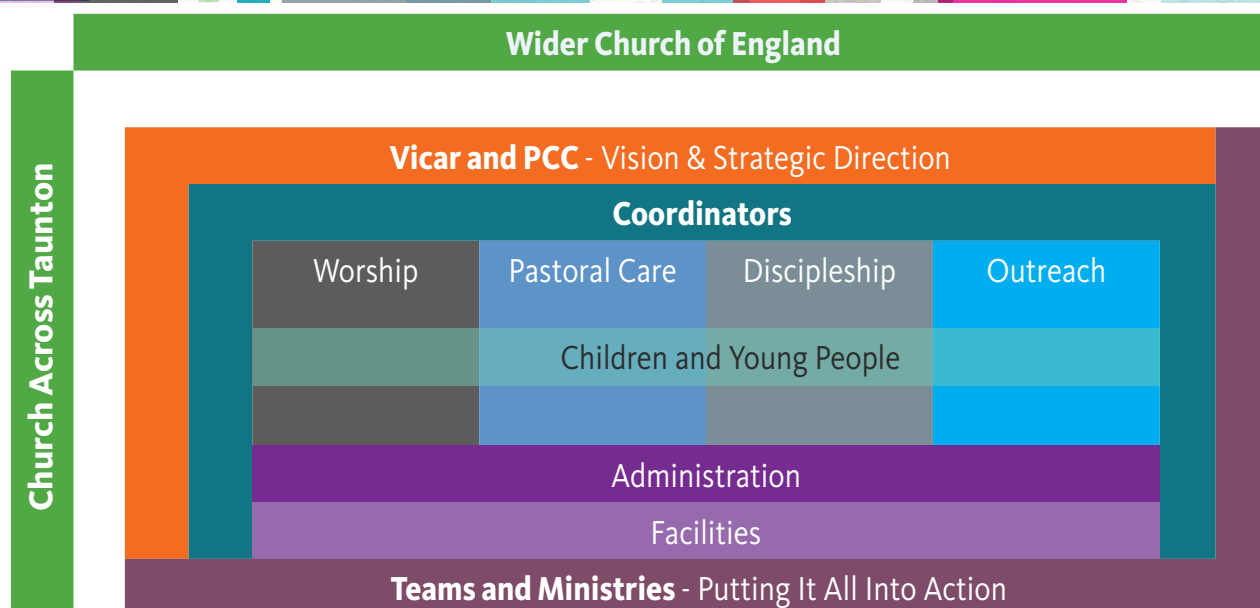 Wider Church of England
Church Across Taunton
Vicar and PCC - Vision & Strategic Direction
Coordinators
Worship
Pastoral Care
Discipleship
Outreach
Children and Young People
Administration
Facilities
Teams and Ministries - Putting It All Into Action